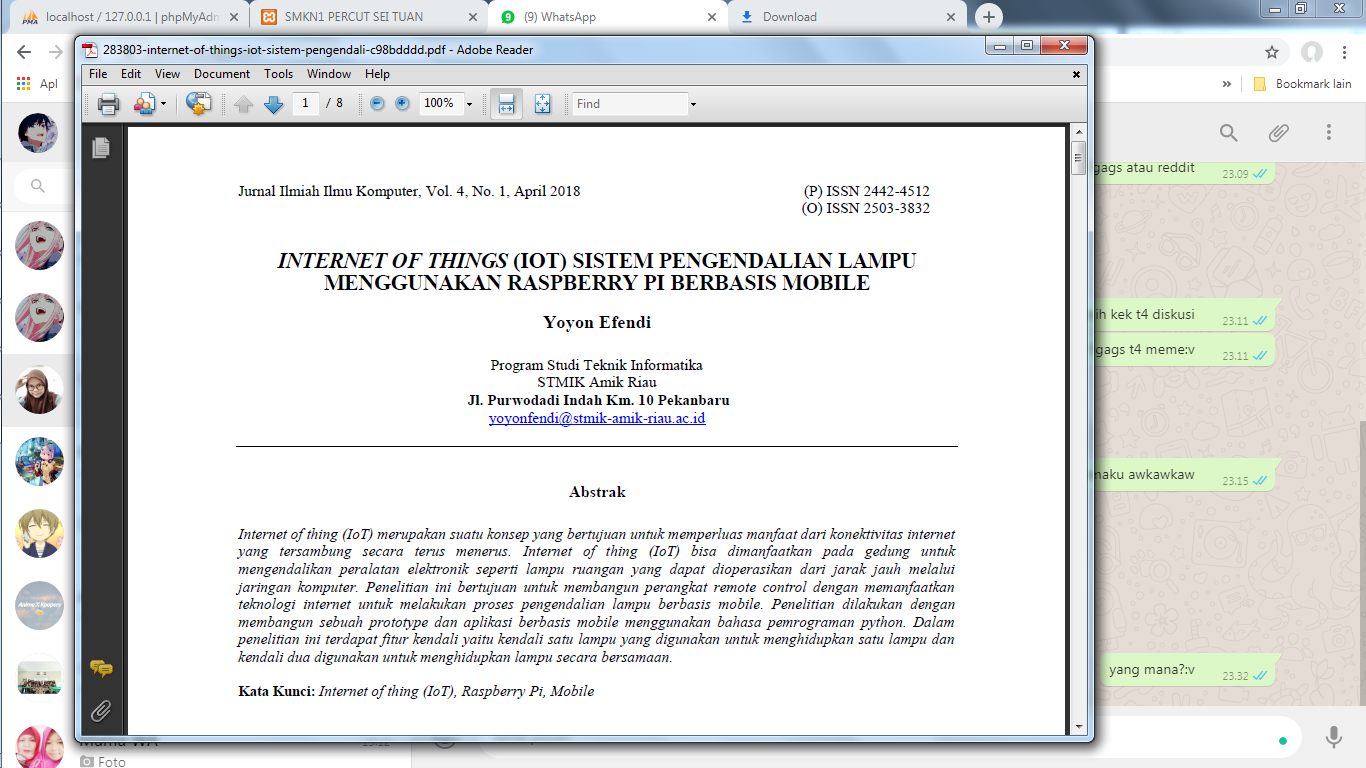 localhost / 127.0.0.1 | phpMyAdm
SMKN1 PERCUT SEI TUAN
(9) WhatsApp
Download
283803-internet-of-things-iot-sistem-pengendali-c98bdddd.pdf - Adobe Reader
File Edit View Document Tools Window Help
1 / 8 100% Find
Apl
» Bookmark lain
Jurnal Ilmiah Ilmu Komputer, Vol. 4, No. 1, April 2018 (P) ISSN 2442-4512
(O) ISSN 2503-3832
INTERNET OF THINGS (IOT) SISTEM PENGENDALIAN LAMPU
MENGGUNAKAN RASPBERRY PI BERBASIS MOBILE
Yoyon Efendi
Program Studi Teknik Informatika
STMIK Amik Riau
Jl. Purwodadi Indah Km. 10 Pekanbaru
yoyonfendi@stmik-amik-riau.ac.id
Abstrak
Internet of thing (IoT) merupakan suatu konsep yang bertujuan untuk memperluas manfaat dari konektivitas internet
yang tersambung secara terus menerus. Internet of thing (IoT) bisa dimanfaatkan pada gedung untuk
mengendalikan peralatan elektronik seperti lampu ruangan yang dapat dioperasikan dari jarak jauh melalui
jaringan komputer. Penelitian ini bertujuan untuk membangun perangkat remote control dengan memanfaatkan
teknologi internet untuk melakukan proses pengendalian lampu berbasis mobile. Penelitian dilakukan dengan
membangun sebuah prototype dan aplikasi berbasis mobile menggunakan bahasa pemrograman python. Dalam
penelitian ini terdapat fitur kendali yaitu kendali satu lampu yang digunakan untuk menghidupkan satu lampu dan
kendali dua digunakan untuk menghidupkan lampu secara bersamaan.
Kata Kunci: Internet of thing (IoT), Raspberry Pi, Mobile
gags atau reddit 23.09
ih kek t4 diskusi 23.11
gags t4 meme:v 23.11
maku awkawkaw 23.15
yang mana?:v 23.32
Anime X Kpopers
Mama WA
Foto